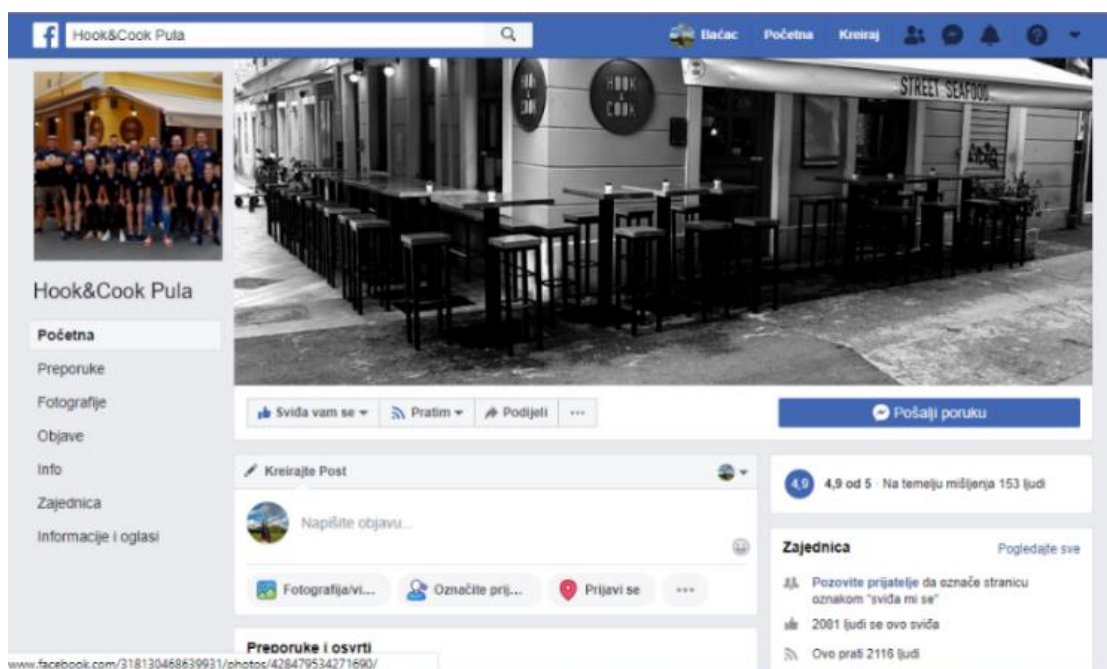 Hook&Cook Pula
Baćac Početna Kreiraj
HOOK & COOK
STREET SEAFOOD
Hook&Cook Pula
Početna
Preporuke
Fotografije
Objave
Info
Zajednica
Informacije i oglasi
Sviđa vam se Pratim Podijeli ...
Pošalji poruku
Kreirajte Post
Napišite objavu...
Fotografija/vi... Označite prij... Prijavi se ...
Preporuke i osvrti
4,9 4,9 od 5 · Na temelju mišljenja 153 ljudi
Zajednica Pogledajte sve
Pozovite prijatelje da označe stranicu
oznakom "sviđa mi se"
2081 ljudi se ovo sviđa
Ovo prati 2116 ljudi
www.facebook.com/318130468639931/photos/428479534271690/